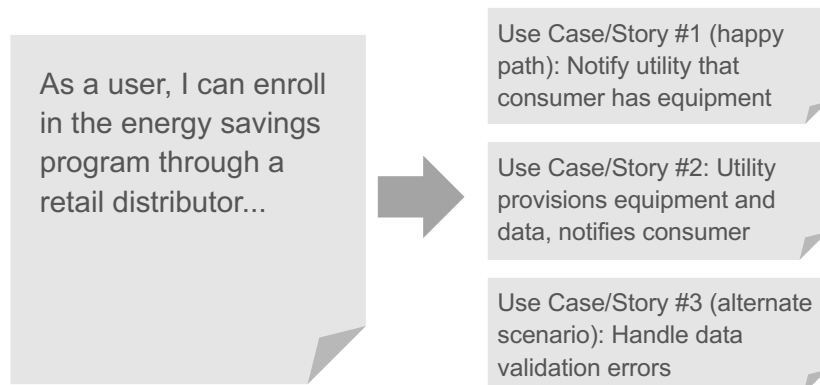 As a user, I can enroll
in the energy savings
program through a
retail distributor...
Use Case/Story #1 (happy
path): Notify utility that
consumer has equipment
Use Case/Story #2: Utility
provisions equipment and
data, notifies consumer
Use Case/Story #3 (alternate
scenario): Handle data
validation errors